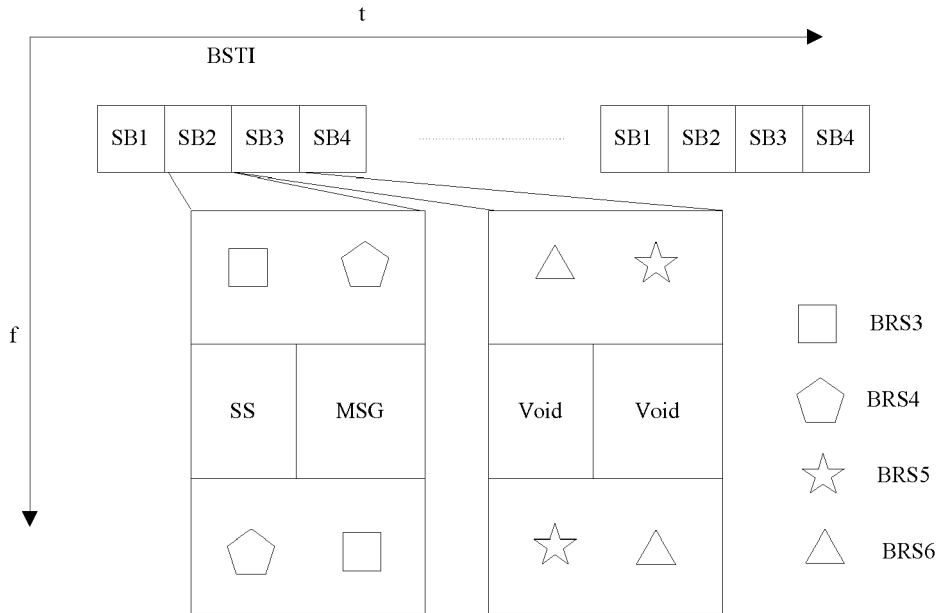 t
BSTI
SB1 SB2 SB3 SB4 SB1 SB2 SB3 SB4
f
BRS3
BRS4
SS MSG Void Void
BRS5
BRS6